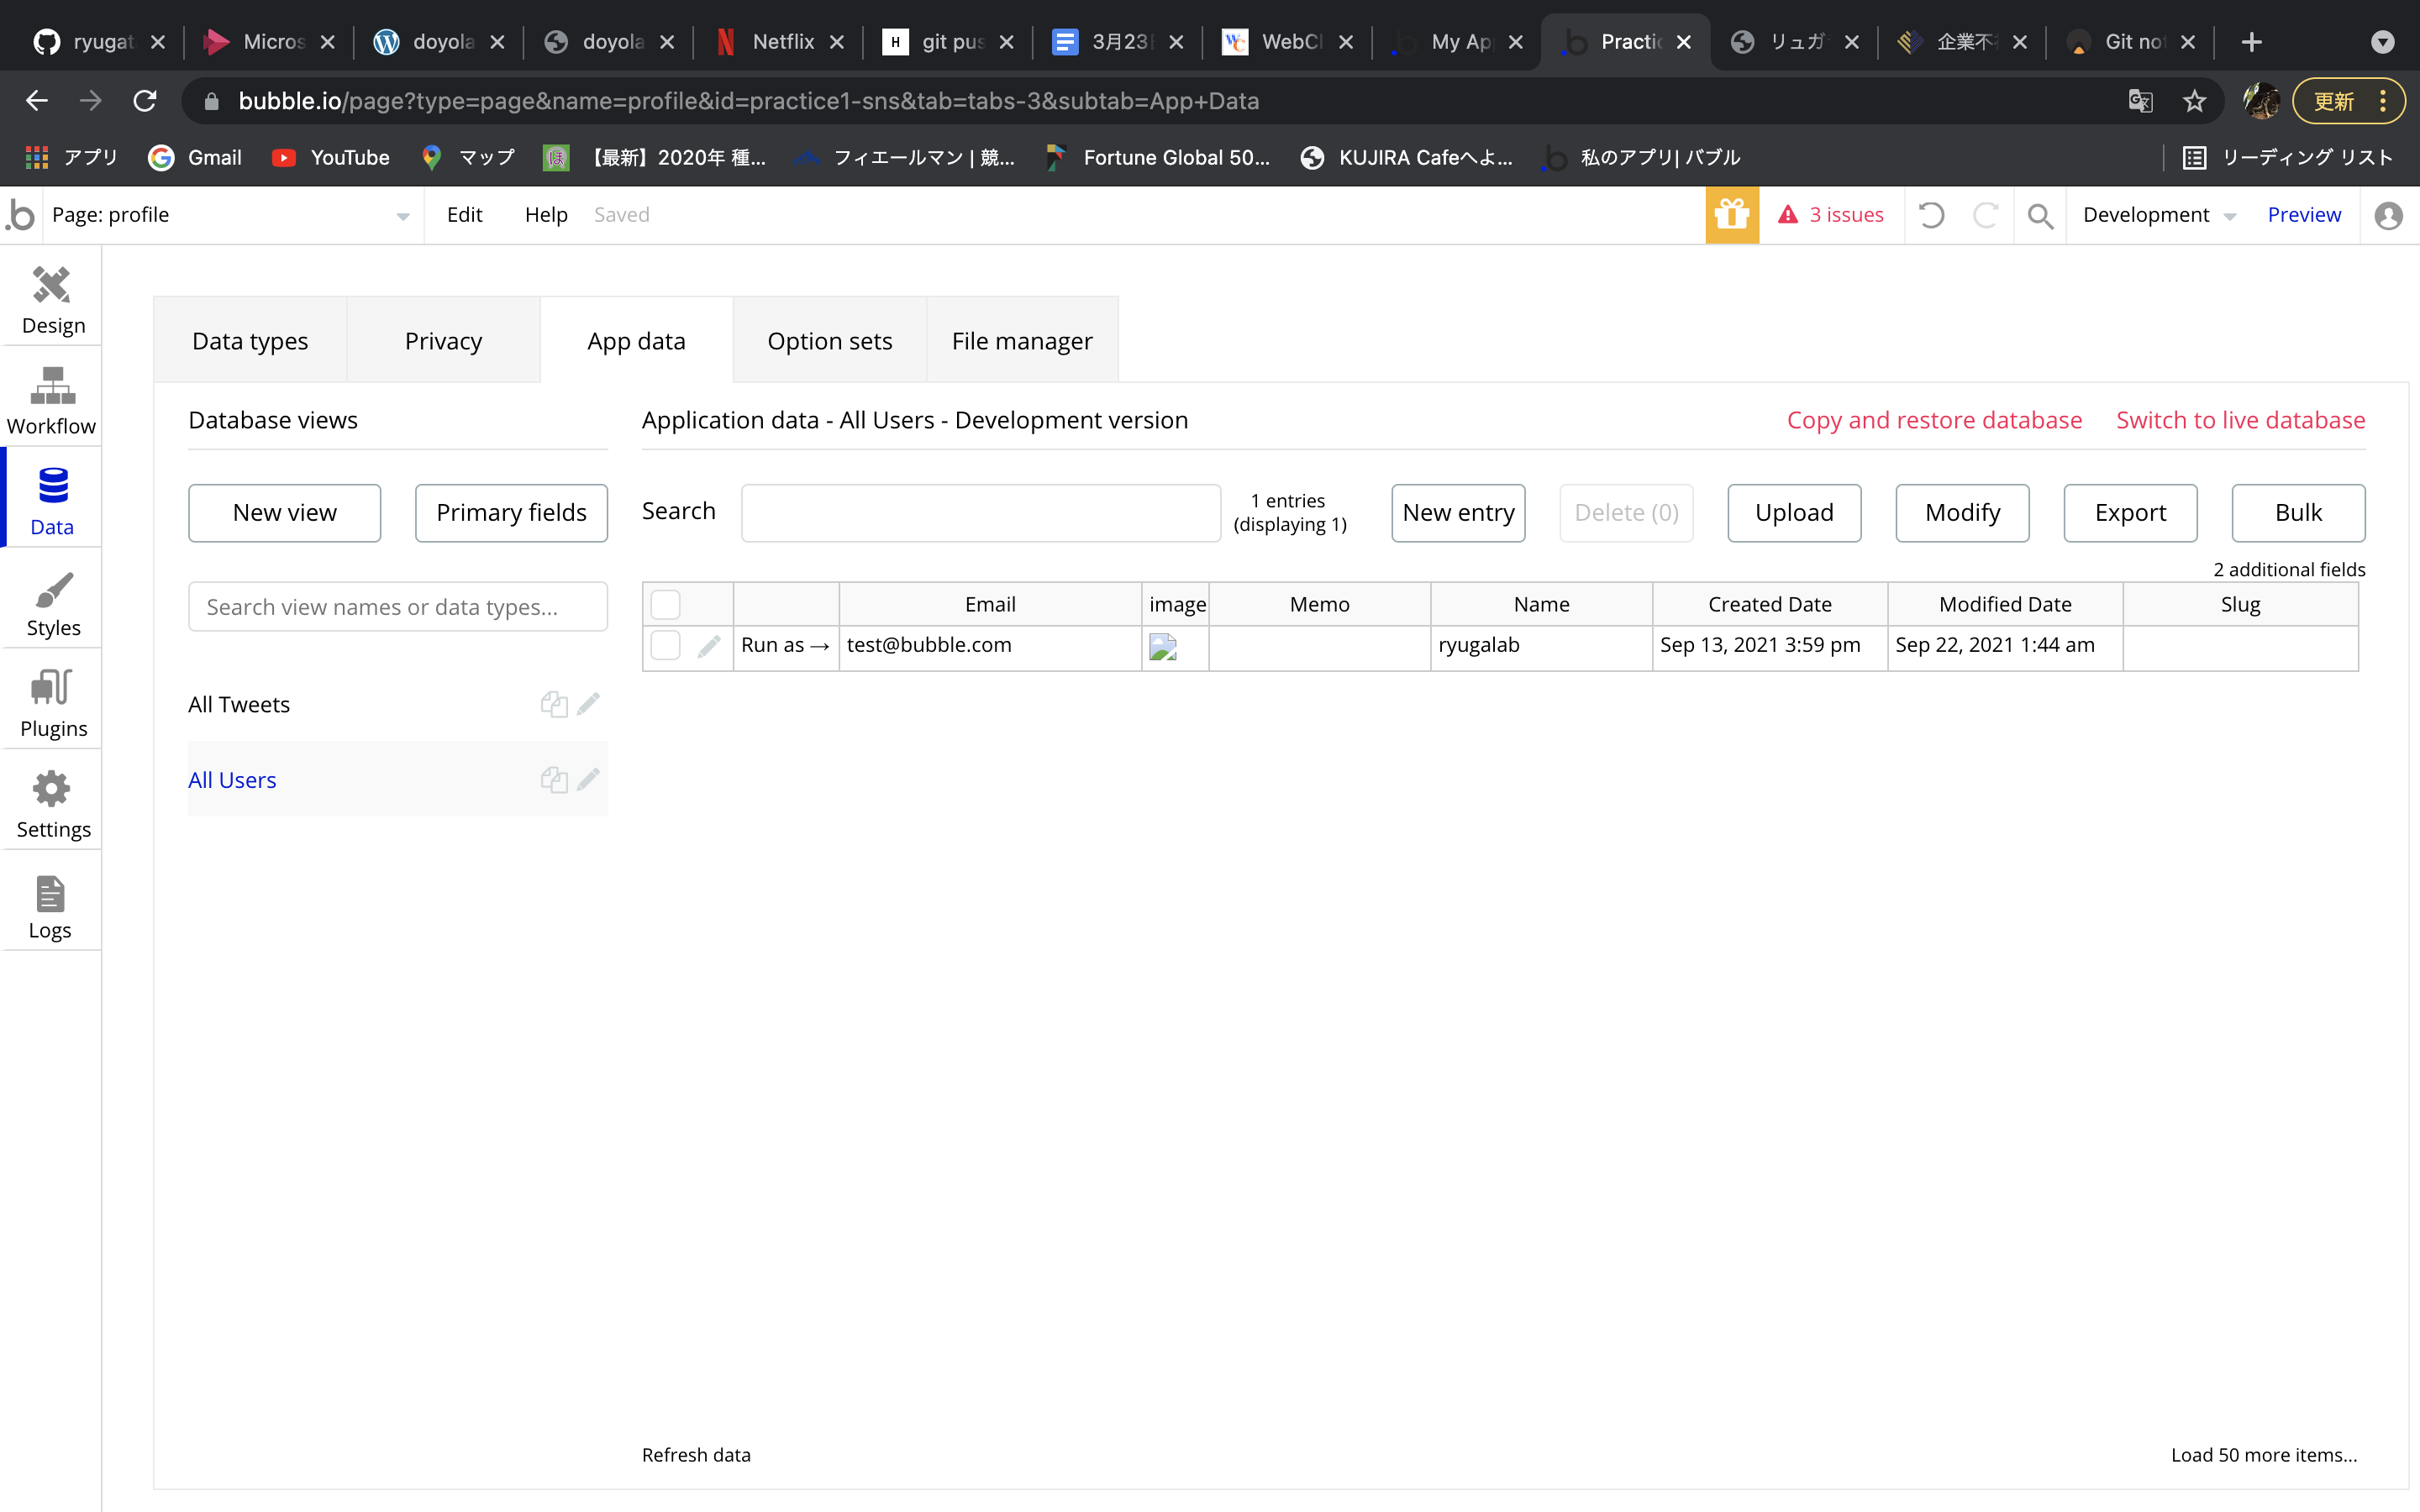 ryugat
Micros
doyola
doyola
Netflix
git pus
3月23日
WebCl
My Ap
Practic
リュガ
企業不
Git not
bubble.io/page?type=page&name=profile&id=practice1-sns&tab=tabs-3&subtab=App+Data
更新
アプリ
Gmail
YouTube
マップ
【最新】2020年 種...
フィエールマン | 競...
Fortune Global 50...
KUJIRA Cafeへよ...
私のアプリ| バブル
リーディング リスト
Page: profile
Edit
Help
Saved
3 issues
Development
Preview
Design
Workflow
Data
Styles
Plugins
Settings
Logs
Data types
Privacy
App data
Option sets
File manager
Database views
New view
Primary fields
Search view names or data types...
All Tweets
All Users
Application data - All Users - Development version
Copy and restore database
Switch to live database
Search
1 entries
(displaying 1)
New entry
Delete (0)
Upload
Modify
Export
Bulk
2 additional fields
Email image Memo Name Created Date Modified Date Slug
Run as → test@bubble.com ryugalab Sep 13, 2021 3:59 pm Sep 22, 2021 1:44 am
Refresh data
Load 50 more items...